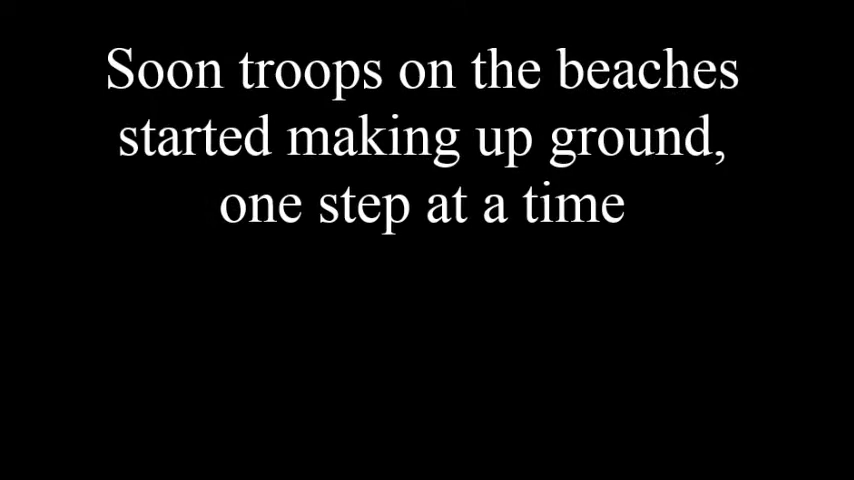 Soon troops on the beaches
started making up ground,
one step at a time